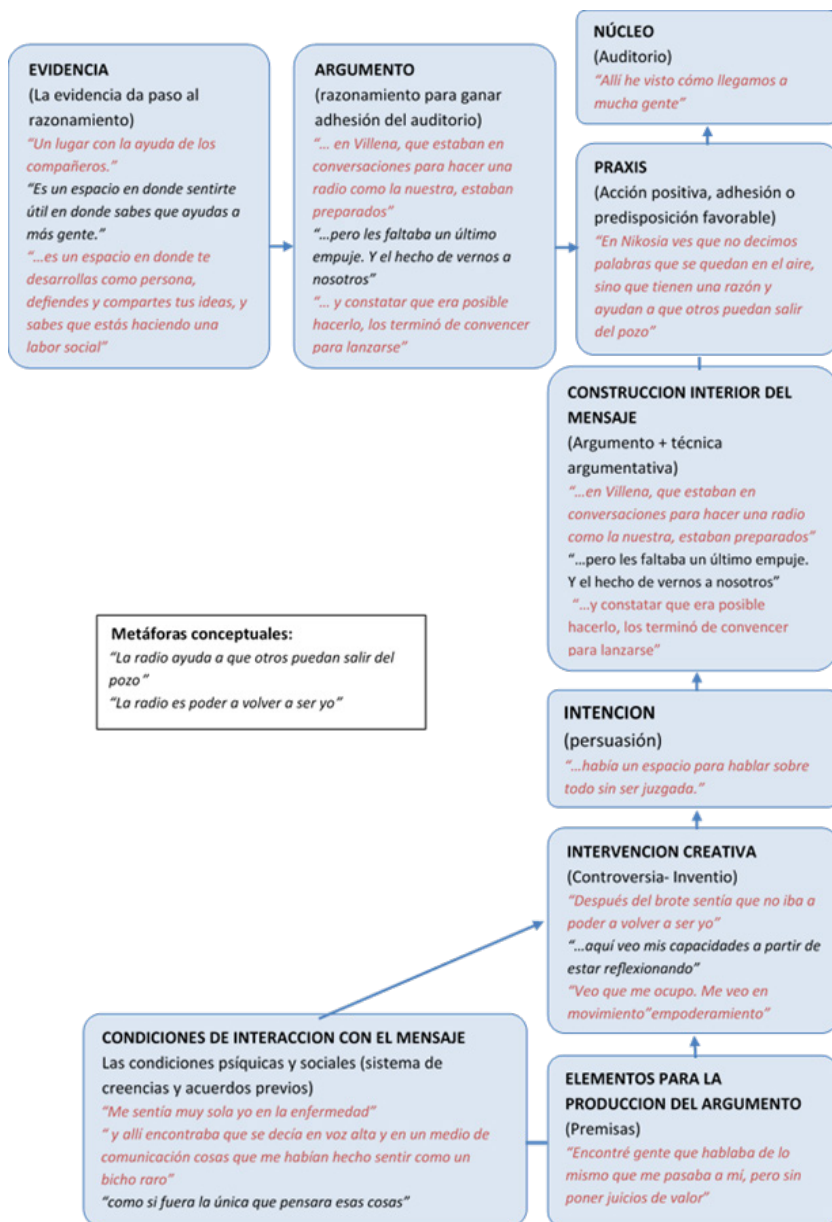 EVIDENCIA
(La evidencia da paso al
razonamiento)
"Un lugar con la ayuda de los
compañeros."
"Es un espacio en donde sentirte
útil en donde sabes que ayudas a
más gente."
"...es un espacio en donde te
desarrollas como persona,
defiendes y compartes tus ideas, y
sabes que estás haciendo una
labor social"
ARGUMENTO
(razonamiento para ganar
adhesión del auditorio)
"... en Villena, que estaban en
conversaciones para hacer una
radio como la nuestra, estaban
preparados"
"...pero les faltaba un último
empuje. Y el hecho de vernos a
nosotros"
"... y constatar que era posible
hacerlo, los terminó de convencer
para lanzarse"
NÚCLEO
(Auditorio)
"Allí he visto cómo llegamos a
mucha gente"
PRAXIS
(Acción positiva, adhesión o
predisposición favorable)
"En Nikosia ves que no decimos
palabras que se quedan en el aire,
sino que tienen una razón y
ayudan a que otros puedan salir
del pozo"
CONSTRUCCION INTERIOR DEL
MENSAJE
(Argumento + técnica
argumentativa)
"...en Villena, que estaban en
conversaciones para hacer una radio
como la nuestra, estaban preparados"
"...pero les faltaba un último empuje.
Y el hecho de vernos a nosotros"
"...y constatar que era posible
hacerlo, los terminó de convencer
para lanzarse"
Metáforas conceptuales:
"La radio ayuda a que otros puedan salir del
pozo"
"La radio es poder a volver a ser yo"
INTENCION
(persuasión)
"...había un espacio para hablar sobre
todo sin ser juzgada."
INTERVENCION CREATIVA
(Controversia- Inventio)
"Después del brote sentía que no iba a
poder a volver a ser yo"
"...aquí veo mis capacidades a partir de
estar reflexionando"
"Veo que me ocupo. Me veo en
movimiento"empoderamiento"
CONDICIONES DE INTERACCION CON EL MENSAJE
Las condiciones psíquicas y sociales (sistema de
creencias y acuerdos previos)
"Me sentía muy sola yo en la enfermedad"
" y allí encontraba que se decía en voz alta y en un medio de
comunicación cosas que me habían hecho sentir como un
bicho raro"
"como si fuera la única que pensara esas cosas"
ELEMENTOS PARA LA
PRODUCCION DEL ARGUMENTO
(Premisas)
"Encontré gente que hablaba de lo
mismo que me pasaba a mí, pero sin
poner juicios de valor"